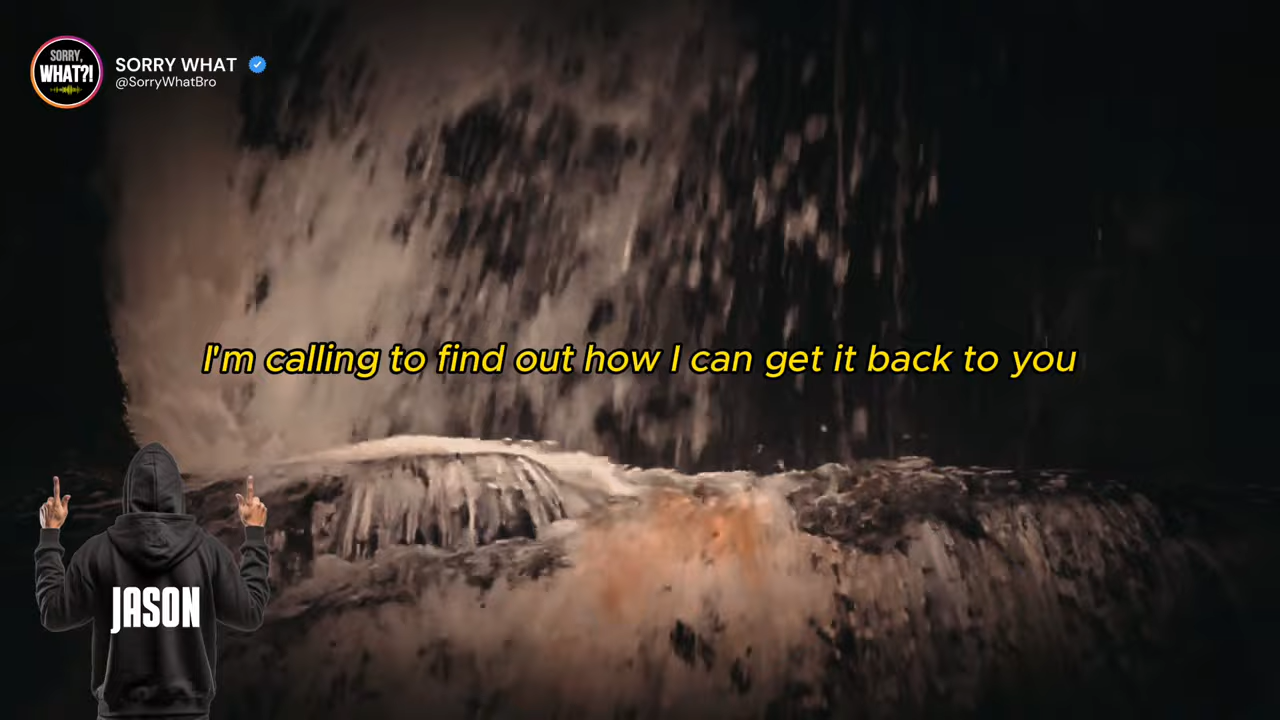 SORRY,
WHAT?!
SORRY WHAT
@SorryWhatBro
I'm calling to find out how I can get it back to you
JASON